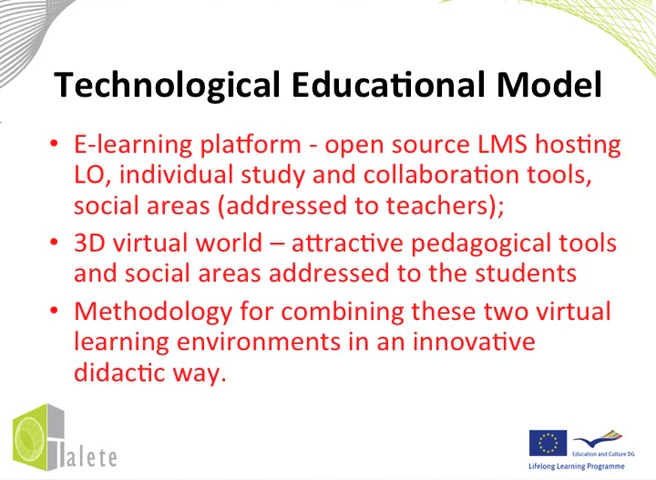 Technological Educational Model
• E-learning platform - open source LMS hosting
LO, individual study and collaboration tools,
social areas (addressed to teachers);
• 3D virtual world – attractive pedagogical tools
and social areas addressed to the students
• Methodology for combining these two virtual
learning environments in an innovative
didactic way.
Talete
Education and Culture DG
Lifelong Learning Programme